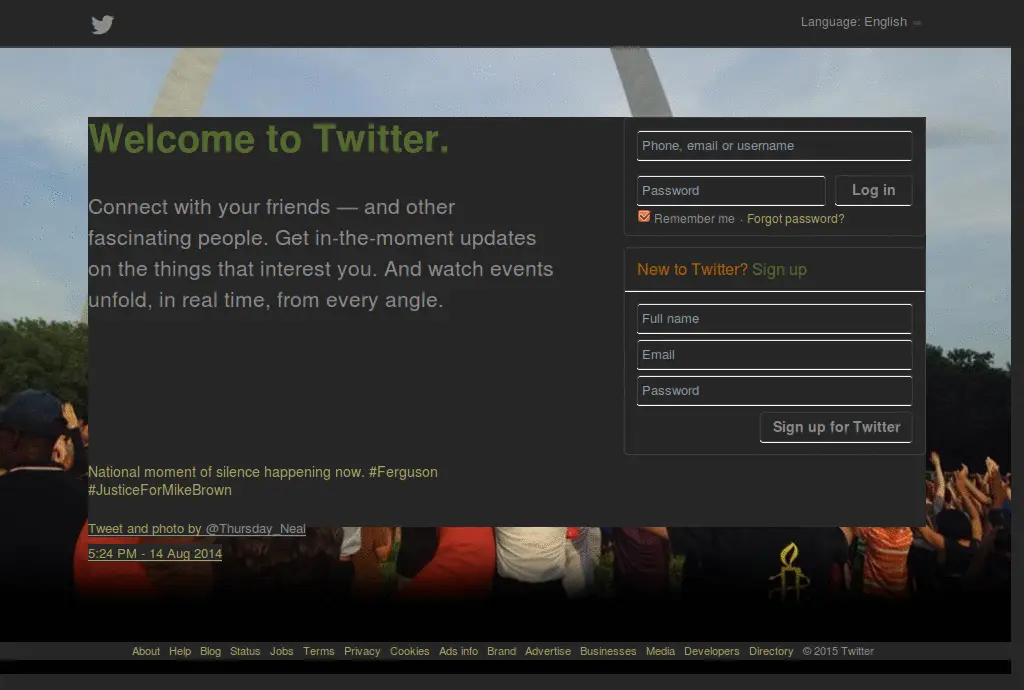 Language: English
Welcome to Twitter.
Connect with your friends — and other
fascinating people. Get in-the-moment updates
on the things that interest you. And watch events
unfold, in real time, from every angle.
National moment of silence happening now. #Ferguson
#JusticeForMikeBrown
Tweet and photo by @Thursday_Neal
5:24 PM - 14 Aug 2014
Phone, email or username
Password
Log in
Remember me · Forgot password?
New to Twitter? Sign up
Full name
Email
Password
Sign up for Twitter
About Help Blog Status Jobs Terms Privacy Cookies Ads info Brand Advertise Businesses Media Developers Directory © 2015 Twitter